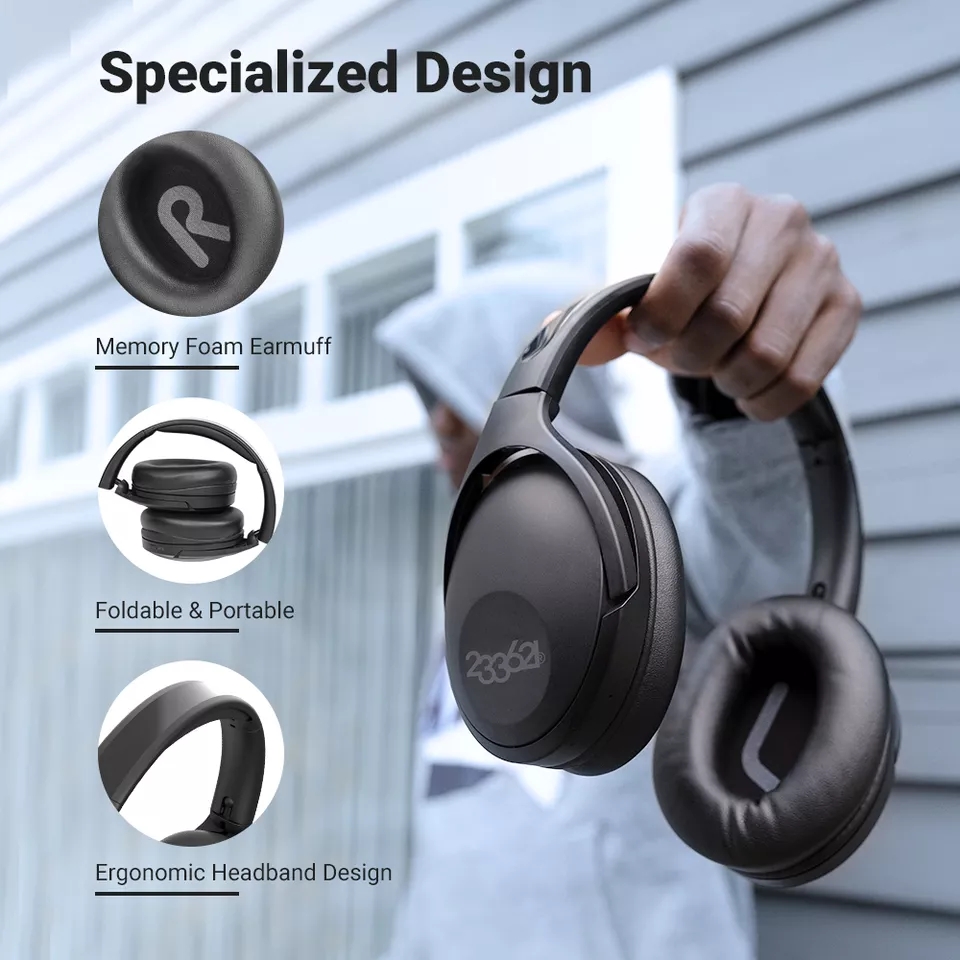 Specialized Design
R
Memory Foam Earmuff
Foldable & Portable
233621
Ergonomic Headband Design